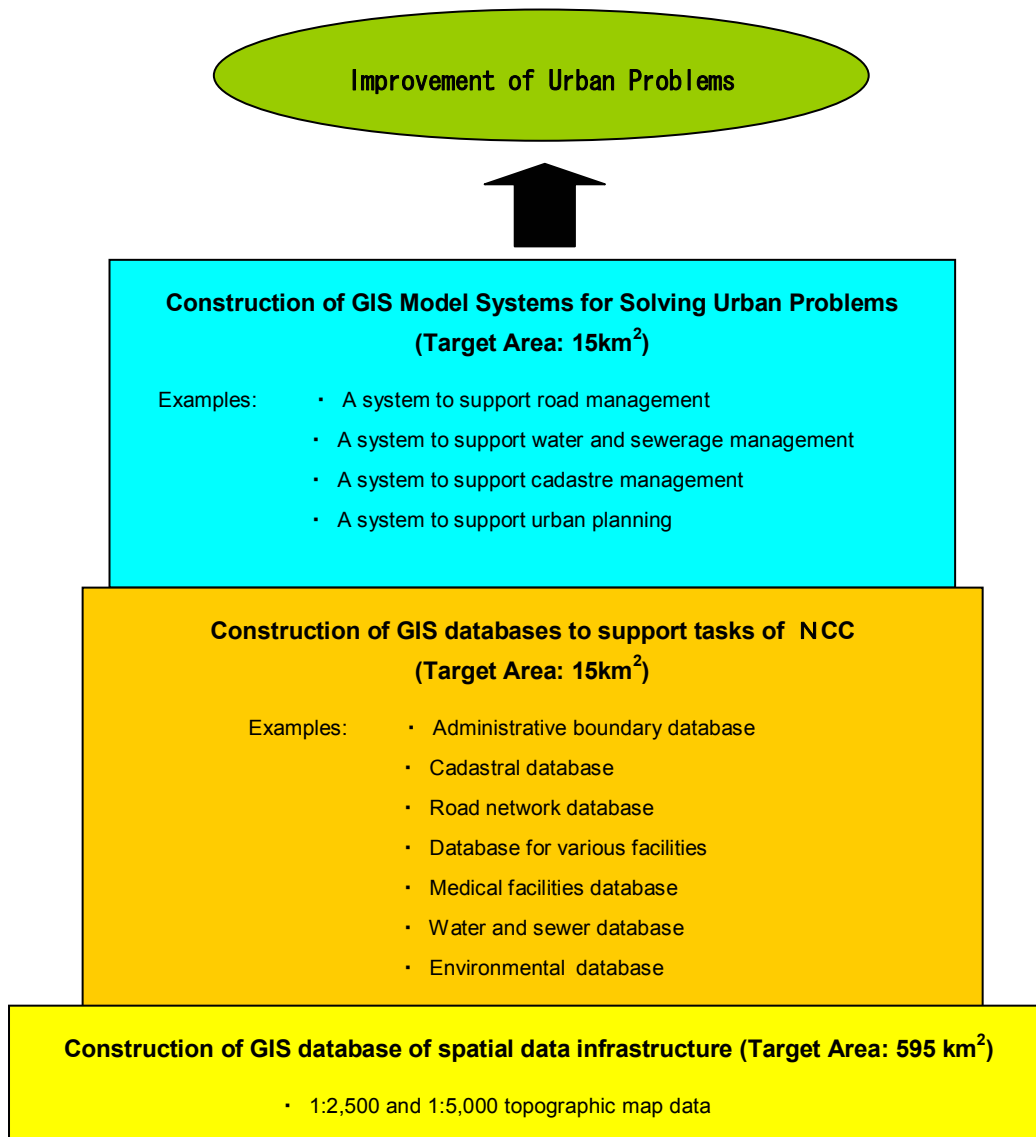 Improvement of Urban Problems
Construction of GIS Model Systems for Solving Urban Problems
(Target Area: 15km²)
Examples: ・ A system to support road management
・ A system to support water and sewerage management
・ A system to support cadastre management
・ A system to support urban planning
Construction of GIS databases to support tasks of NCC
(Target Area: 15km²)
Examples: ・ Administrative boundary database
・ Cadastral database
・ Road network database
・ Database for various facilities
・ Medical facilities database
・ Water and sewer database
・ Environmental database
Construction of GIS database of spatial data infrastructure (Target Area: 595 km²)
・ 1:2,500 and 1:5,000 topographic map data